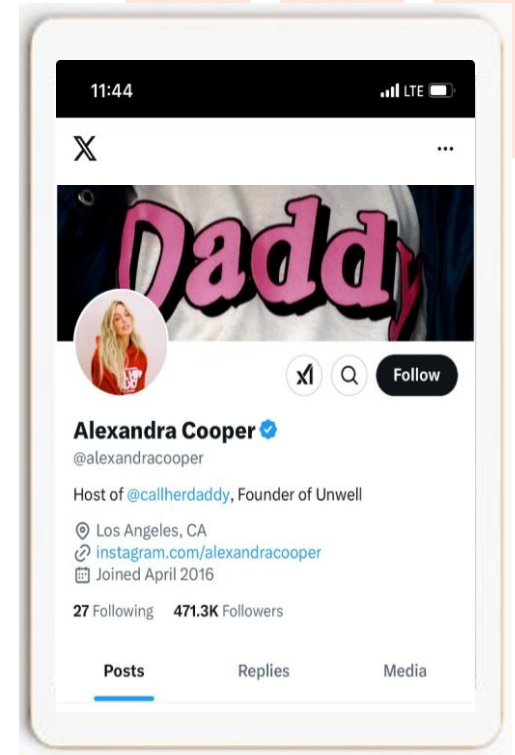 11:44 LTE
X
...
Daddy
Follow
Alexandra Cooper
@alexandracooper
Host of @callherdaddy, Founder of Unwell
Los Angeles, CA
instagram.com/alexandracooper
Joined April 2016
27 Following 471.3K Followers
Posts Replies Media